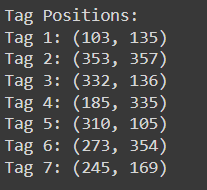 Tag Positions:
Tag 1: (103, 135)
Tag 2: (353, 357)
Tag 3: (332, 136)
Tag 4: (185, 335)
Tag 5: (310, 105)
Tag 6: (273, 354)
Tag 7: (245, 169)